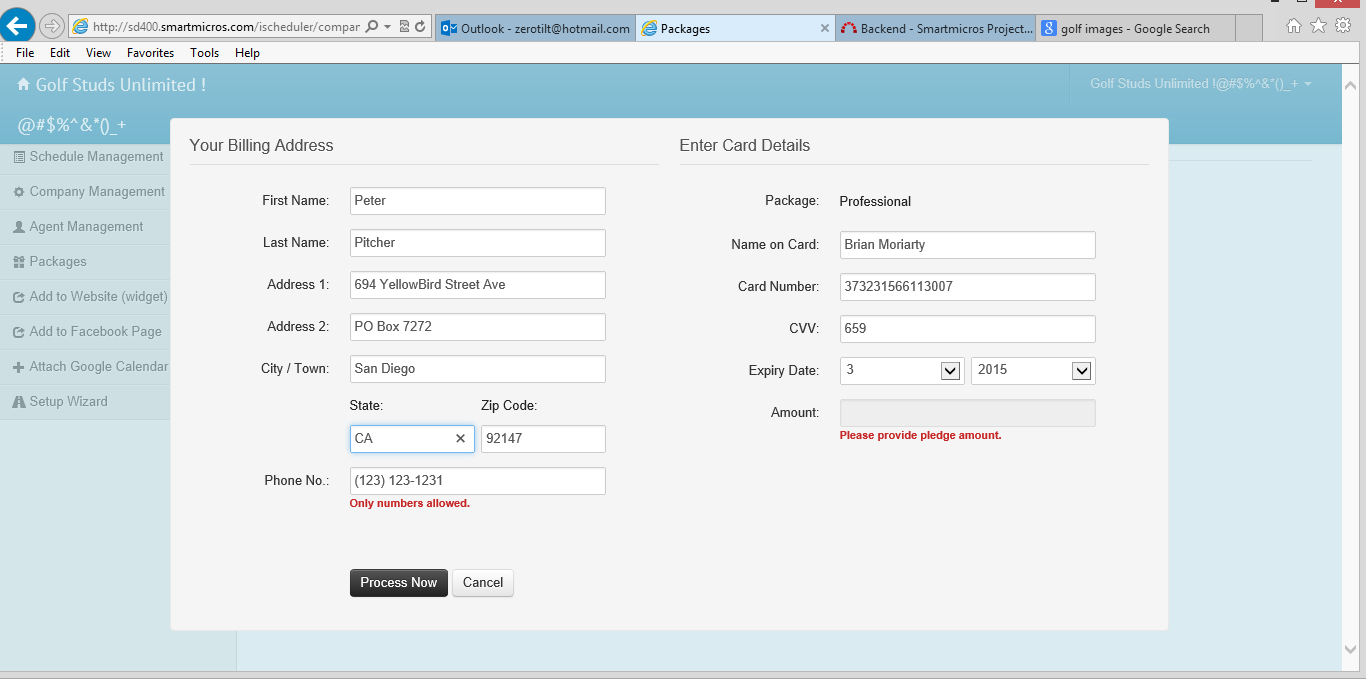 http://sd400.smartmicros.com/ischeduler/compar
Outlook - zerotilt@hotmail.com
Packages
Backend - Smartmicros Project...
golf images - Google Search
File Edit View Favorites Tools Help
Golf Studs Unlimited !
@#$%^&*()_+
Golf Studs Unlimited !@#$%^&*()_+
Schedule Management
Company Management
Agent Management
Packages
Add to Website (widget)
Add to Facebook Page
Attach Google Calendar
Setup Wizard
Your Billing Address
First Name: Peter
Last Name: Pitcher
Address 1: 694 YellowBird Street Ave
Address 2: PO Box 7272
City / Town: San Diego
State: Zip Code:
CA 92147
Phone No.: (123) 123-1231
Only numbers allowed.
Process Now Cancel
Enter Card Details
Package: Professional
Name on Card: Brian Moriarty
Card Number: 373231566113007
CVV: 659
Expiry Date: 3 2015
Amount:
Please provide pledge amount.